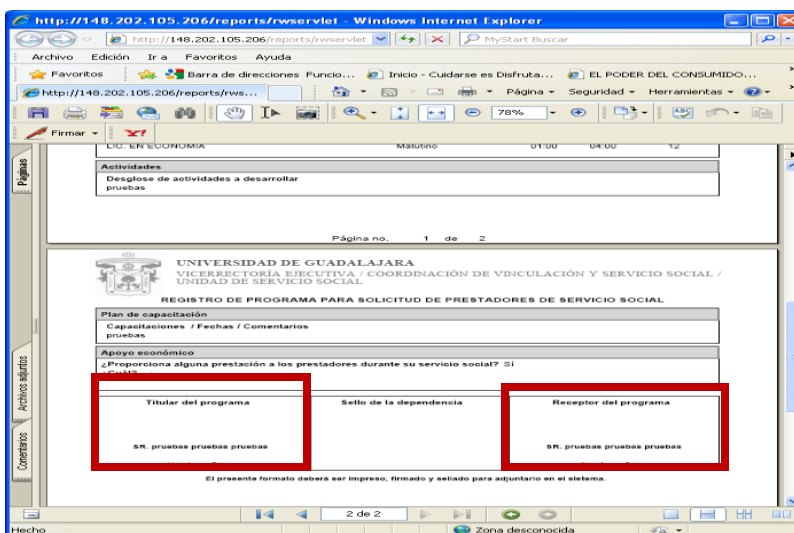 http://148.202.105.206/reports/rwservlet - Windows Internet Explorer
http://148.202.105.206/reports/rwservlet MyStart Buscar
Archivo Edición Ir a Favoritos Ayuda
Favoritos Barra de direcciones Funcio... Inicio - Cuidarse es Disfruta... EL PODER DEL CONSUMIDO...
http://148.202.105.206/reports/rws... Página Seguridad Herramientas
78%
Firmar Y!
Páginas
LIC. EN ECONOMIA Matutino 01:00 04:00 12
Actividades
Desglose de actividades a desarrollar
pruebas
Página no. 1 de 2
UNIVERSIDAD DE GUADALAJARA
VICERRECTORÍA EJECUTIVA / COORDINACIÓN DE VINCULACIÓN Y SERVICIO SOCIAL /
UNIDAD DE SERVICIO SOCIAL
REGISTRO DE PROGRAMA PARA SOLICITUD DE PRESTADORES DE SERVICIO SOCIAL
Plan de capacitación
Capacitaciones / Fechas / Comentarios
pruebas
Apoyo económico
¿Proporciona alguna prestación a los prestadores durante su servicio social? Sí
¿Cuál?
Archivos adjuntos
Titular del programa Sello de la dependencia Receptor del programa
SR. pruebas pruebas pruebas SR. pruebas pruebas pruebas
Comentarios
El presente formato deberá ser impreso, firmado y sellado para adjuntarlo en el sistema.
2 de 2
Hecho Zona desconocida